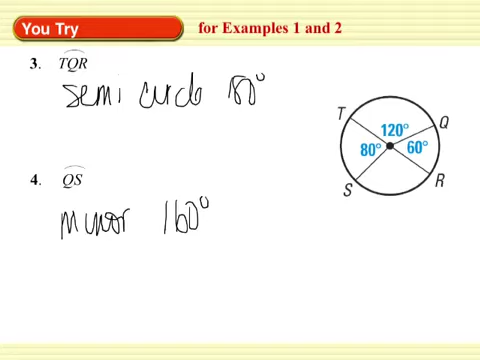 You Try
for Examples 1 and 2
3. TQR
semi circle 180°
4. QS
minor 160°
T
Q
120°
80°
60°
S
R